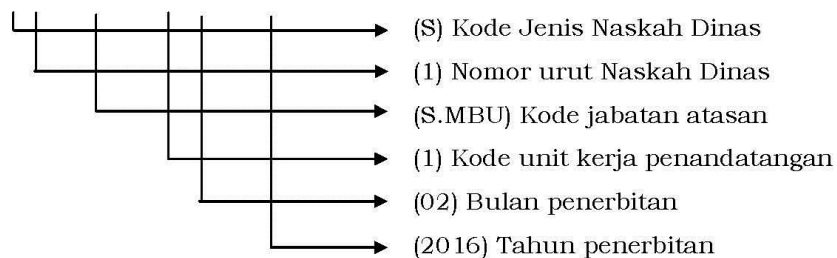 (S) Kode Jenis Naskah Dinas
(1) Nomor urut Naskah Dinas
(S.MBU) Kode jabatan atasan
(1) Kode unit kerja penandatangan
(02) Bulan penerbitan
(2016) Tahun penerbitan